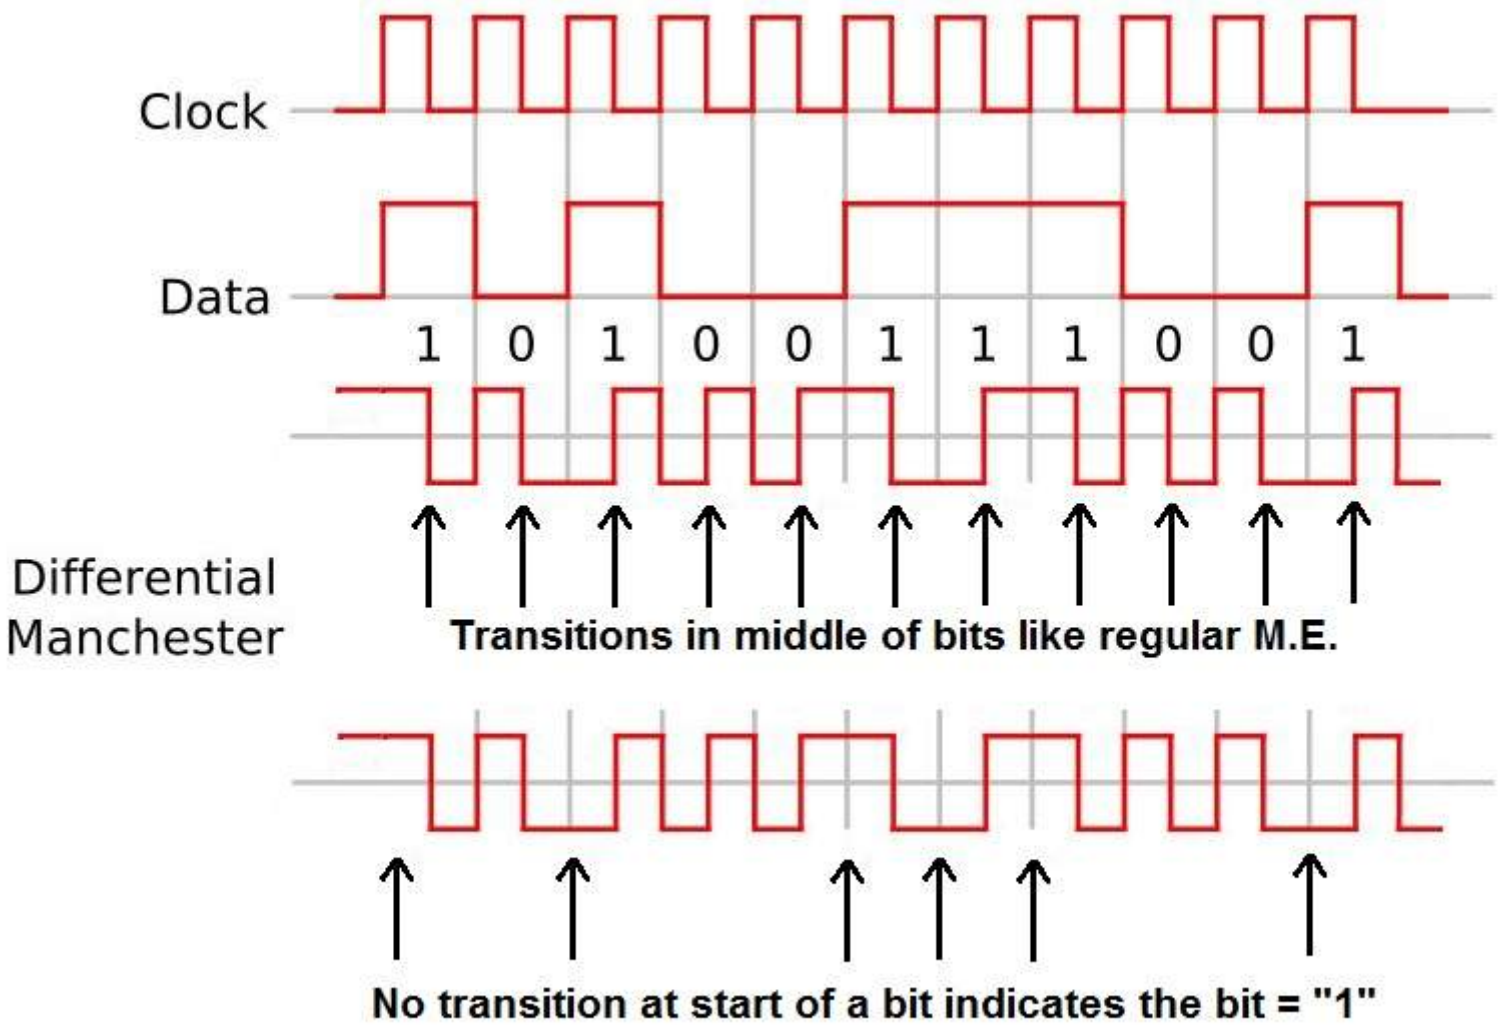 Clock
Data
1 0 1 0 0 1 1 1 0 0 1
Differential
Manchester
Transitions in middle of bits like regular M.E.
No transition at start of a bit indicates the bit = "1"